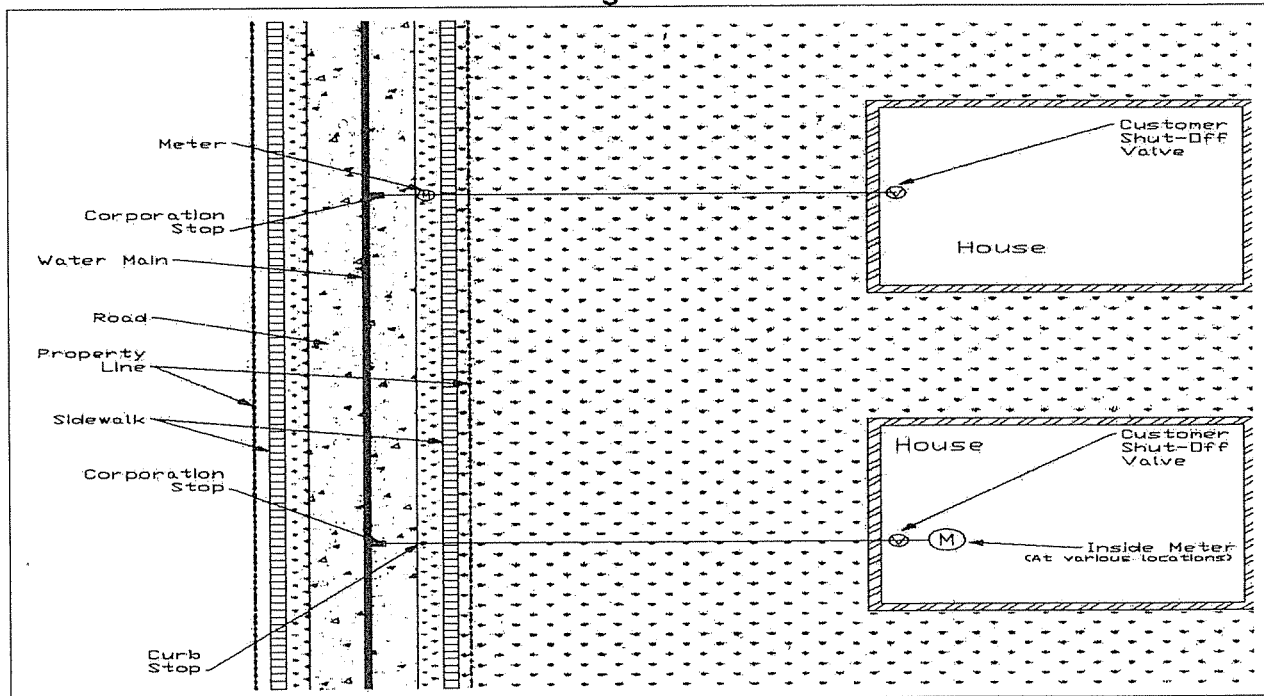 Meter
Corporation
Stop
Water Main
Road
Property
Line
Sidewalk
Corporation
Stop
Curb
Stop
M
Customer
Shut-Off
Valve
House
House
Customer
Shut-Off
Valve
M
Inside Meter
(At various locations)